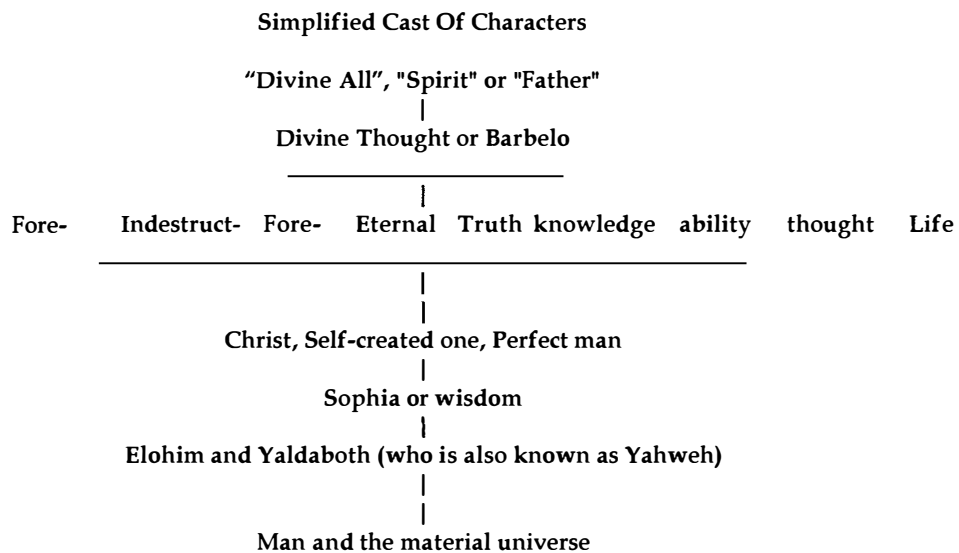 Simplified Cast Of Characters
“Divine All”, "Spirit" or "Father"
Divine Thought or Barbelo
Fore- Indestruct- Fore- Eternal Truth knowledge ability thought Life
Christ, Self-created one, Perfect man
Sophia or wisdom
Elohim and Yaldaboth (who is also known as Yahweh)
Man and the material universe